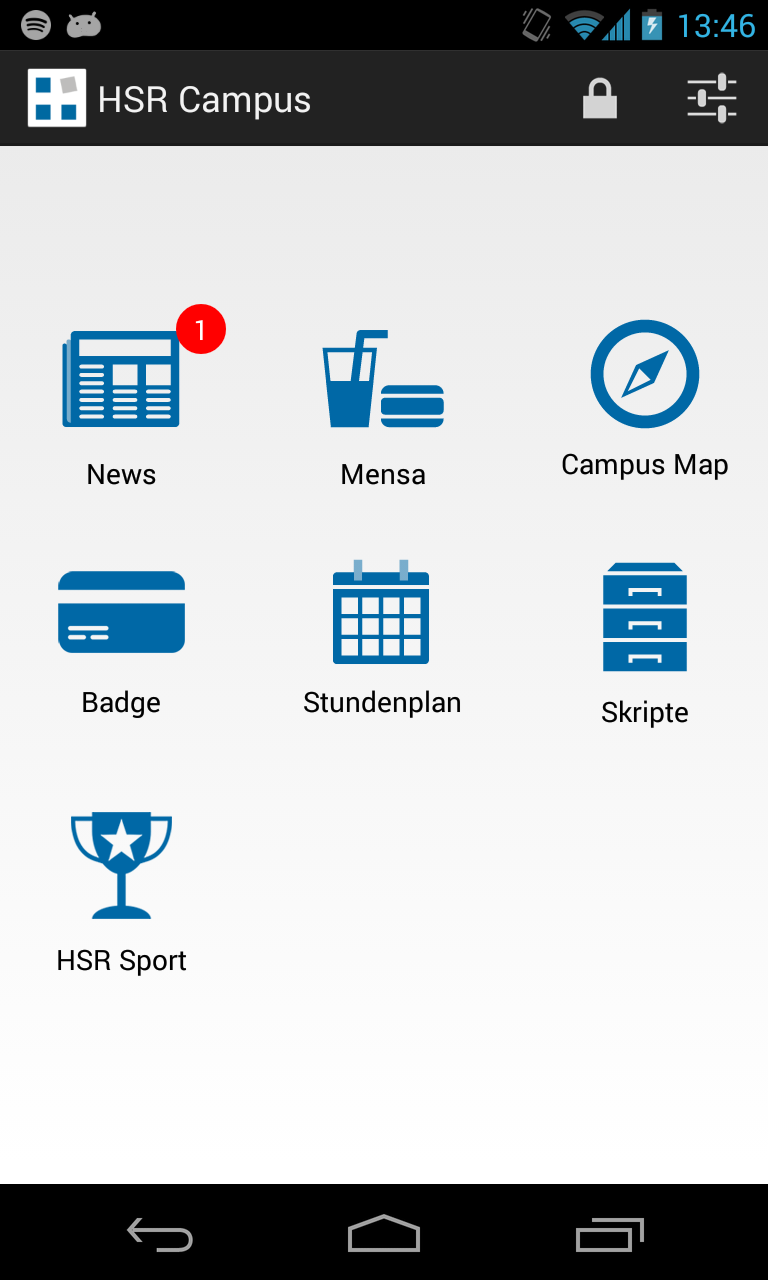 13:46
HSR Campus
1
News
Mensa
Campus Map
Badge
Stundenplan
Skripte
HSR Sport